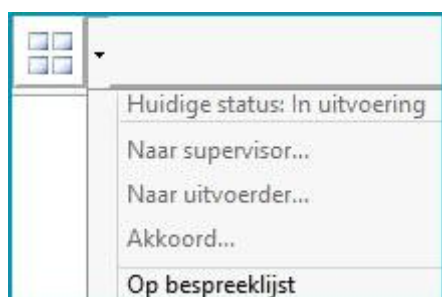 Huidige status: In uitvoering
Naar supervisor...
Naar uitvoerder...
Akkoord...
Op bespreeklijst